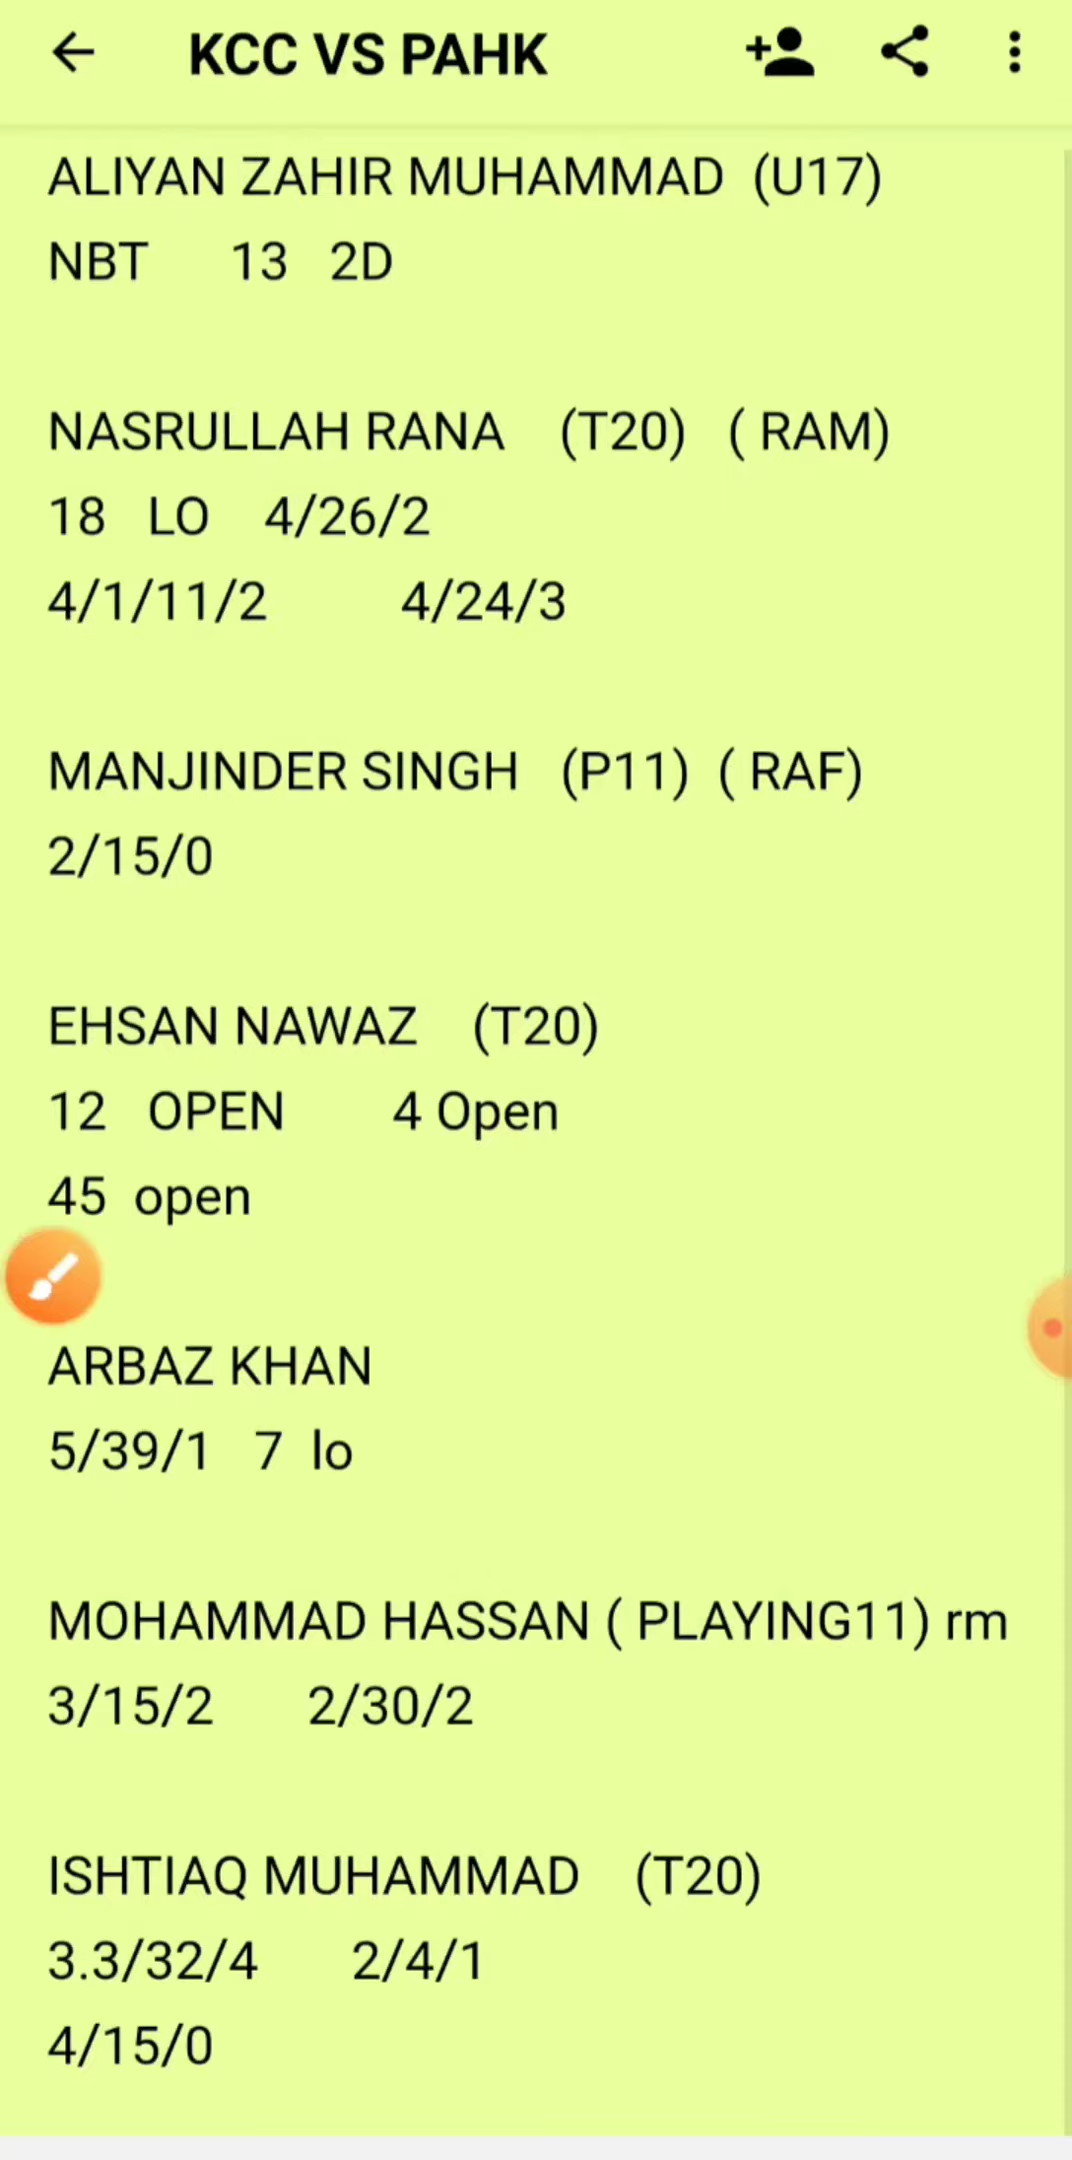 KCC VS PAHK
ALIYAN ZAHIR MUHAMMAD (U17)
NBT 13 2D
NASRULLAH RANA (T20) ( RAM)
18 LO 4/26/2
4/1/11/2 4/24/3
MANJINDER SINGH (P11) ( RAF)
2/15/0
EHSAN NAWAZ (T20)
12 OPEN 4 Open
45 open
ARBAZ KHAN
5/39/1 7 lo
MOHAMMAD HASSAN ( PLAYING11) rm
3/15/2 2/30/2
ISHTIAQ MUHAMMAD (T20)
3.3/32/4 2/4/1
4/15/0